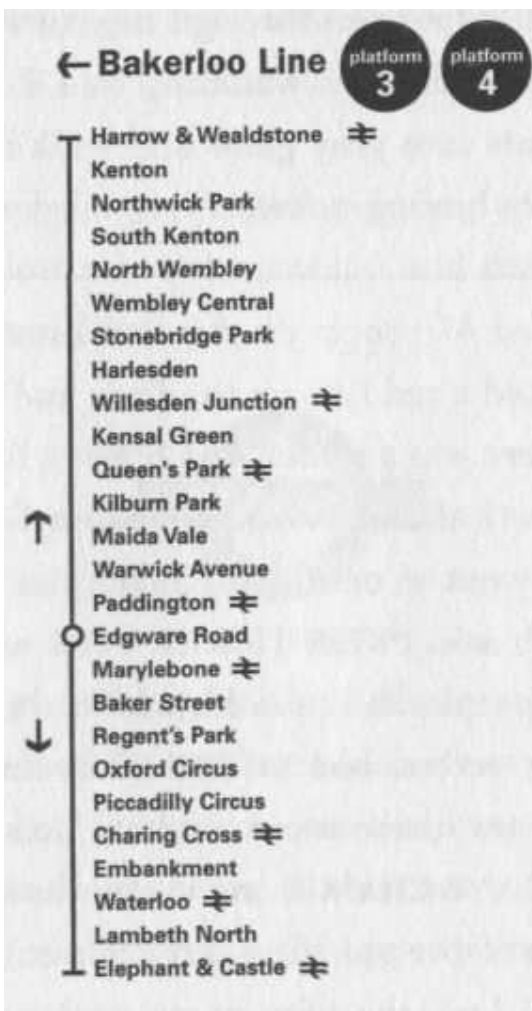 ← Bakerloo Line platform 3 platform 4
Harrow & Wealdstone
Kenton
Northwick Park
South Kenton
North Wembley
Wembley Central
Stonebridge Park
Harlesden
Willesden Junction
Kensal Green
Queen's Park
Kilburn Park
Maida Vale
Warwick Avenue
Paddington
Edgware Road
Marylebone
Baker Street
Regent's Park
Oxford Circus
Piccadilly Circus
Charing Cross
Embankment
Waterloo
Lambeth North
Elephant & Castle